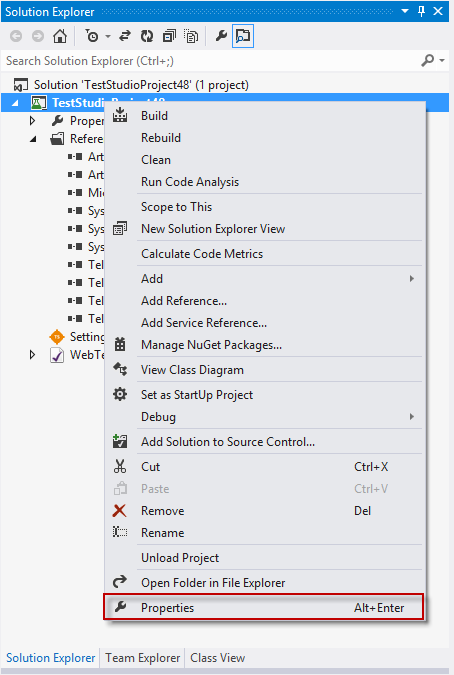 Solution Explorer
Search Solution Explorer (Ctrl+;)
Solution 'TestStudioProject48' (1 project)
TestStudioProject48
Proper
Refere
Art
Art
Mic
Sys
Sys
Sys
Tel
Tel
Tel
Tel
Setting
WebTe
Build
Rebuild
Clean
Run Code Analysis
Scope to This
New Solution Explorer View
Calculate Code Metrics
Add
Add Reference...
Add Service Reference...
Manage NuGet Packages...
View Class Diagram
Set as StartUp Project
Debug
Add Solution to Source Control...
Cut Ctrl+X
Paste Ctrl+V
Remove Del
Rename
Unload Project
Open Folder in File Explorer
Properties Alt+Enter
Solution Explorer Team Explorer Class View